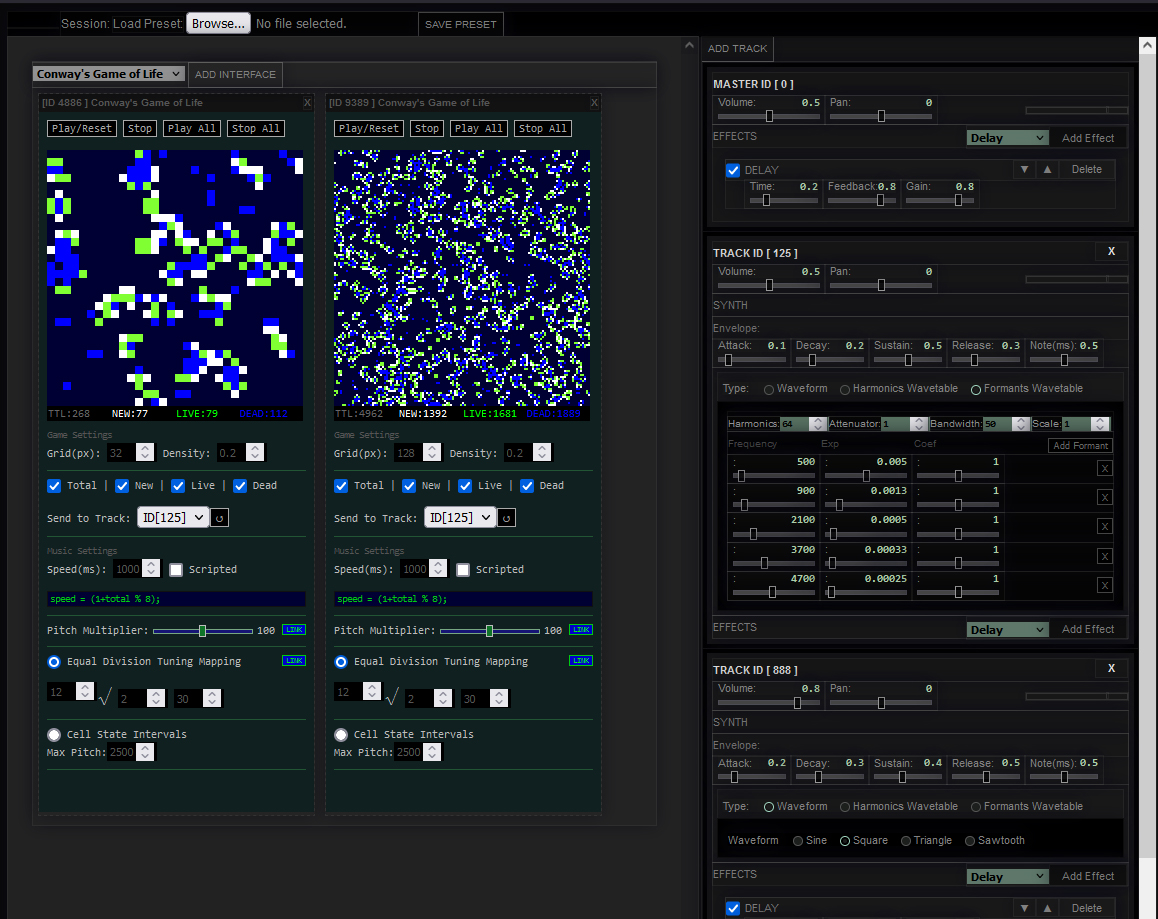 Session: Load Preset: Browse... No file selected. SAVE PRESET
Conway's Game of Life ADD INTERFACE
[ID 4886 ] Conway's Game of Life X
Play/Reset Stop Play All Stop All
TTL:268 NEW:77 LIVE:79 DEAD:112
Game Settings
Grid(px): 32 Density: 0.2
Total | New | Live | Dead
Send to Track: ID[125] ↺
Music Settings
Speed(ms): 1000 Scripted
speed = (1+total % 8);
Pitch Multiplier: 100 LINK
Equal Division Tuning Mapping LINK
12 √ 2 30
Cell State Intervals
Max Pitch: 2500
[ID 9389 ] Conway's Game of Life X
Play/Reset Stop Play All Stop All
TTL:4962 NEW:1392 LIVE:1681 DEAD:1889
Game Settings
Grid(px): 128 Density: 0.2
Total | New | Live | Dead
Send to Track: ID[125] ↺
Music Settings
Speed(ms): 1000 Scripted
speed = (1+total % 8);
Pitch Multiplier: 100 LINK
Equal Division Tuning Mapping LINK
12 √ 2 30
Cell State Intervals
Max Pitch: 2500
ADD TRACK
MASTER ID [ 0 ]
Volume: 0.5 Pan: 0
EFFECTS Delay Add Effect
DELAY ▼ ▲ Delete
Time: 0.2 Feedback: 0.8 Gain: 0.8
TRACK ID [ 125 ] X
Volume: 0.5 Pan: 0
SYNTH
Envelope:
Attack: 0.1 Decay: 0.2 Sustain: 0.5 Release: 0.3 Note(ms): 0.5
Type: Waveform Harmonics Wavetable Formants Wavetable
Harmonics: 64 Attenuator: 1 Bandwidth: 50 Scale: 1
Frequency Exp Coef Add Formant
: 500 : 0.005 : 1 X
: 900 : 0.0013 : 1 X
: 2100 : 0.0005 : 1 X
: 3700 : 0.00033 : 1 X
: 4700 : 0.00025 : 1 X
EFFECTS Delay Add Effect
TRACK ID [ 888 ] X
Volume: 0.8 Pan: 0
SYNTH
Envelope:
Attack: 0.2 Decay: 0.3 Sustain: 0.4 Release: 0.5 Note(ms): 0.5
Type: Waveform Harmonics Wavetable Formants Wavetable
Waveform Sine Square Triangle Sawtooth
EFFECTS Delay Add Effect
DELAY ▼ ▲ Delete